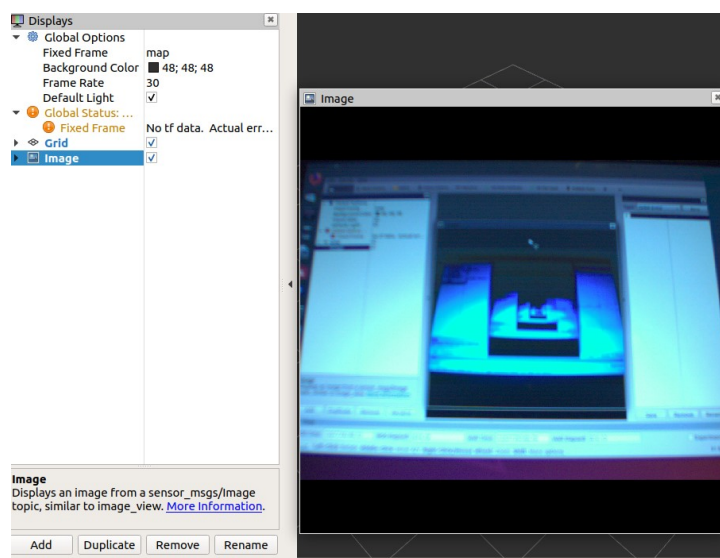 Displays
Global Options
Fixed Frame map
Background Color 48; 48; 48
Frame Rate 30
Default Light ✓
Global Status: ...
Fixed Frame No tf data. Actual err...
Grid ✓
Image ✓
Image
Displays an image from a sensor_msgs/Image
topic, similar to image_view. More Information.
Add Duplicate Remove Rename
Image